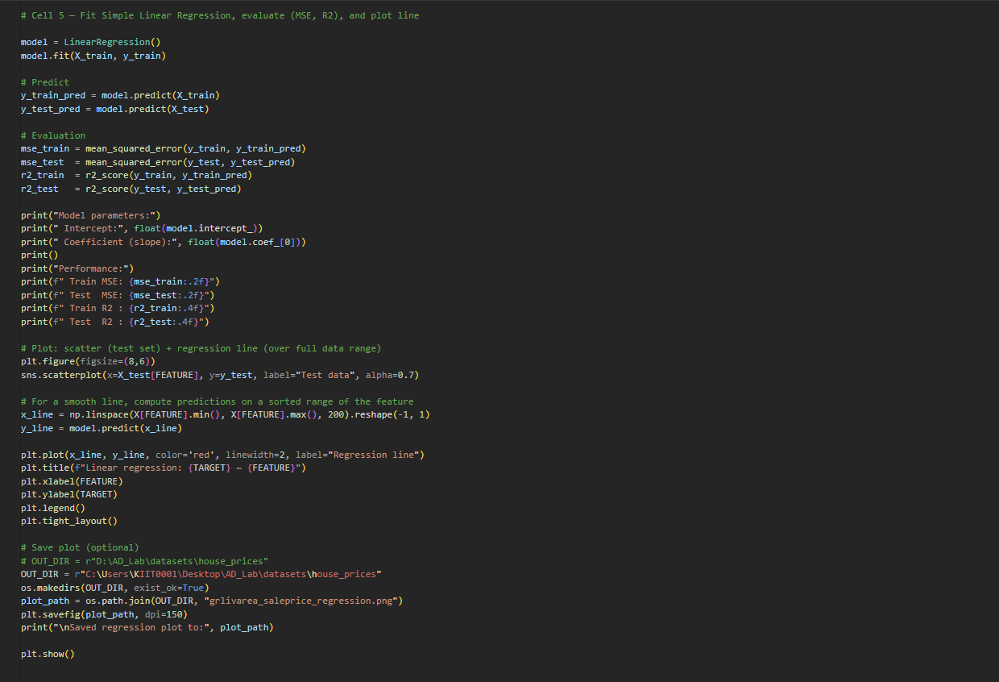 # Cell 5 — Fit Simple Linear Regression, evaluate (MSE, R2), and plot line
model = LinearRegression()
model.fit(X_train, y_train)
# Predict
y_train_pred = model.predict(X_train)
y_test_pred = model.predict(X_test)
# Evaluation
mse_train = mean_squared_error(y_train, y_train_pred)
mse_test  = mean_squared_error(y_test, y_test_pred)
r2_train  = r2_score(y_train, y_train_pred)
r2_test   = r2_score(y_test, y_test_pred)
print("Model parameters:")
print(" Intercept:", float(model.intercept_))
print(" Coefficient (slope):", float(model.coef_[0]))
print()
print("Performance:")
print(f" Train MSE: {mse_train:.2f}")
print(f" Test  MSE: {mse_test:.2f}")
print(f" Train R2 : {r2_train:.4f}")
print(f" Test  R2 : {r2_test:.4f}")
# Plot: scatter (test set) + regression line (over full data range)
plt.figure(figsize=(8,6))
sns.scatterplot(x=X_test[FEATURE], y=y_test, label="Test data", alpha=0.7)
# For a smooth line, compute predictions on a sorted range of the feature
x_line = np.linspace(X[FEATURE].min(), X[FEATURE].max(), 200).reshape(-1, 1)
y_line = model.predict(x_line)
plt.plot(x_line, y_line, color='red', linewidth=2, label="Regression line")
plt.title(f"Linear regression: {TARGET} ~ {FEATURE}")
plt.xlabel(FEATURE)
plt.ylabel(TARGET)
plt.legend()
plt.tight_layout()
# Save plot (optional)
# OUT_DIR = r"D:\AD_Lab\datasets\house_prices"
OUT_DIR = r"C:\Users\KIIT0001\Desktop\AD_Lab\datasets\house_prices"
os.makedirs(OUT_DIR, exist_ok=True)
plot_path = os.path.join(OUT_DIR, "grlivarea_saleprice_regression.png")
plt.savefig(plot_path, dpi=150)
print("\nSaved regression plot to:", plot_path)
plt.show()